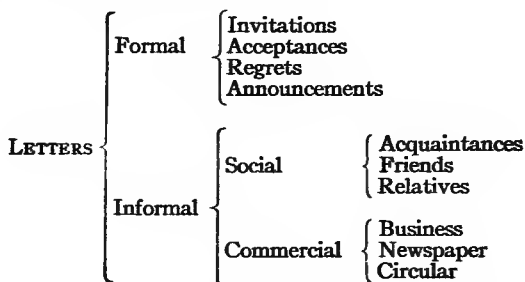 LETTERS
Formal
Invitations
Acceptances
Regrets
Announcements
Informal
Social
Acquaintances
Friends
Relatives
Commercial
Business
Newspaper
Circular